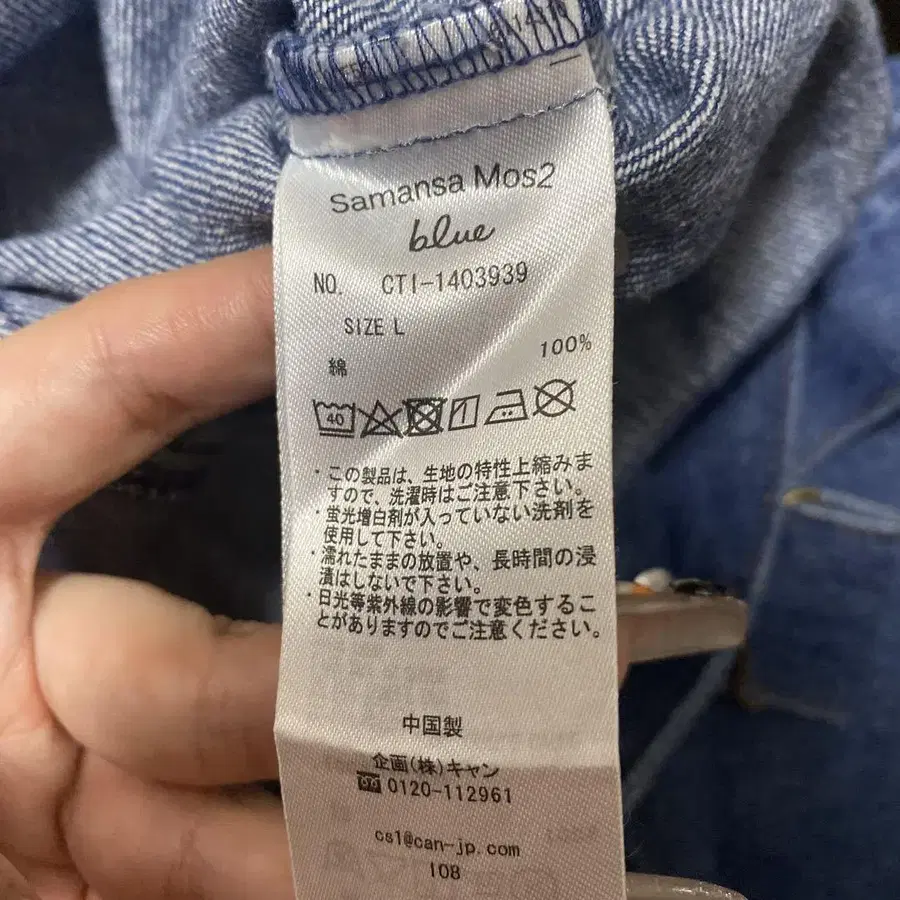 Samansa Mos2
blue
NO. CTI-1403939
SIZE L
綿 100%
40
・この製品は、生地の特性上縮みま
すので、洗濯時はご注意下さい。
・蛍光増白剤が入っていない洗剤を
使用して下さい。
・濡れたままの放置や、長時間の浸
漬はしないで下さい。
・日光等紫外線の影響で変色するこ
とがありますのでご注意ください。
中国製
企画(株)キャン
0120-112961
cs1@can-jp.com
108